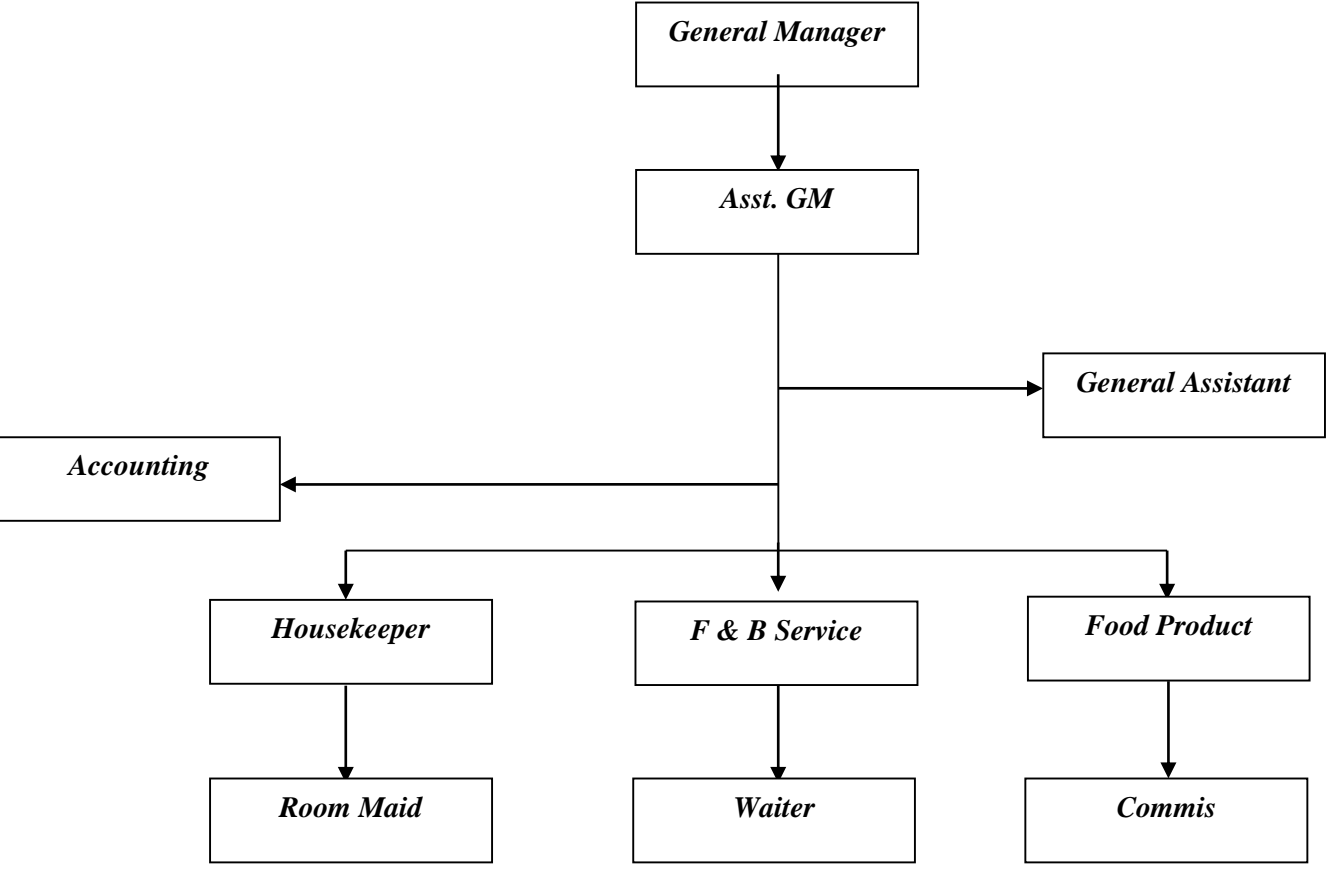 General Manager
Asst. GM
General Assistant
Accounting
Housekeeper
F & B Service
Food Product
Room Maid
Waiter
Commis